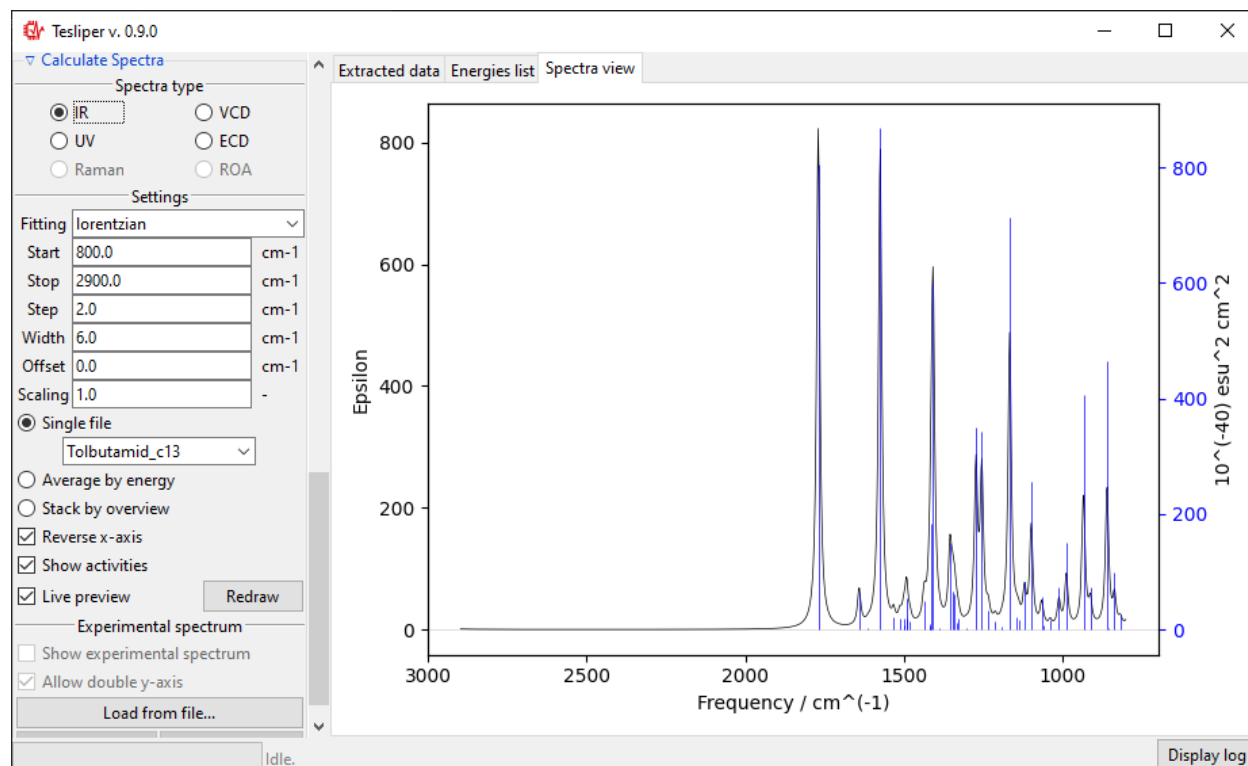 Tesliper v. 0.9.0
▽ Calculate Spectra
Spectra type
IR VCD
UV ECD
Raman ROA
Settings
Fitting lorentzian
Start 800.0 cm-1
Stop 2900.0 cm-1
Step 2.0 cm-1
Width 6.0 cm-1
Offset 0.0 cm-1
Scaling 1.0 -
Single file
Tolbutamid_c13
Average by energy
Stack by overview
Reverse x-axis
Show activities
Live preview Redraw
Experimental spectrum
Show experimental spectrum
Allow double y-axis
Load from file...
Idle.
Extracted data Energies list Spectra view
800
600
400
200
0
Epsilon
3000 2500 2000 1500 1000
Frequency / cm^(-1)
800
600
400
200
0
10^(-40) esu^2 cm^2
Display log